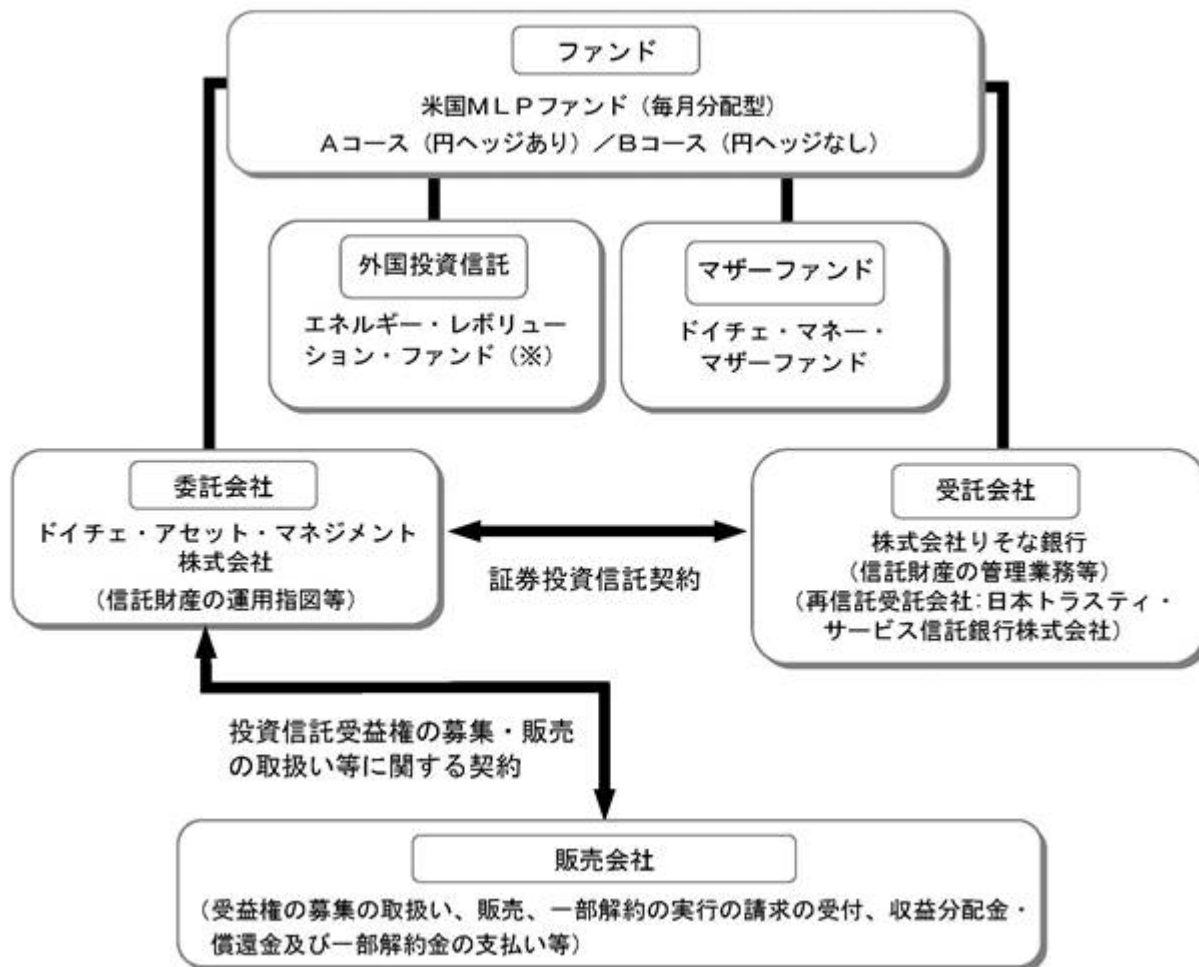 ファンド
米国MLPファンド（毎月分配型）
Aコース（円ヘッジあり）／Bコース（円ヘッジなし）
外国投資信託
エネルギー・レボリュー
ション・ファンド（※）
マザーファンド
ドイチェ・マネー・
マザーファンド
委託会社
ドイチェ・アセット・マネジメント
株式会社
（信託財産の運用指図等）
証券投資信託契約
受託会社
株式会社りそな銀行
（信託財産の管理業務等）
（再信託受託会社：日本トラスティ・
サービス信託銀行株式会社）
投資信託受益権の募集・販売
の取扱い等に関する契約
販売会社
（受益権の募集の取扱い、販売、一部解約の実行の請求の受付、収益分配金・
償還金及び一部解約金の支払い等）